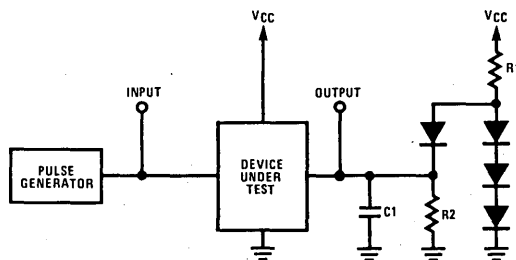 VCC
VCC
R1
INPUT
OUTPUT
PULSE
GENERATOR
DEVICE
UNDER
TEST
C1
R2